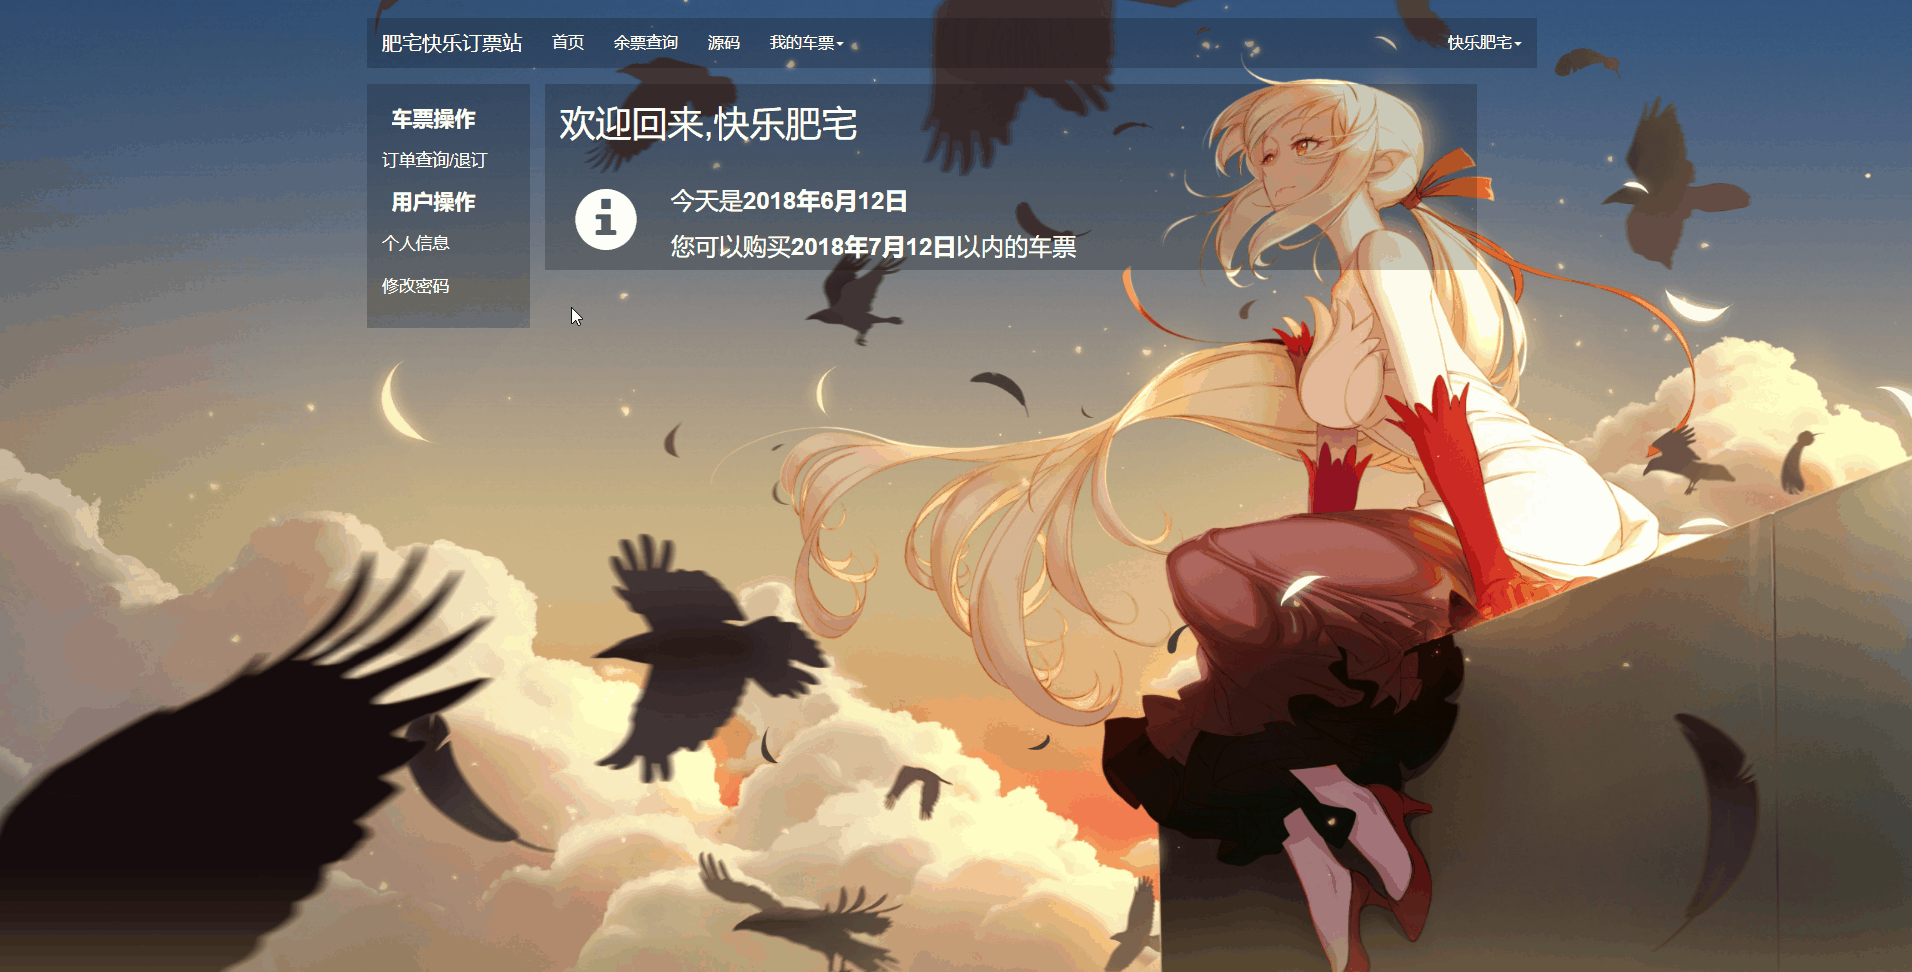 肥宅快乐订票站 首页 余票查询 源码 我的车票 快乐肥宅
车票操作
订单查询/退订
用户操作
个人信息
修改密码
欢迎回来,快乐肥宅
今天是2018年6月12日
您可以购买2018年7月12日以内的车票